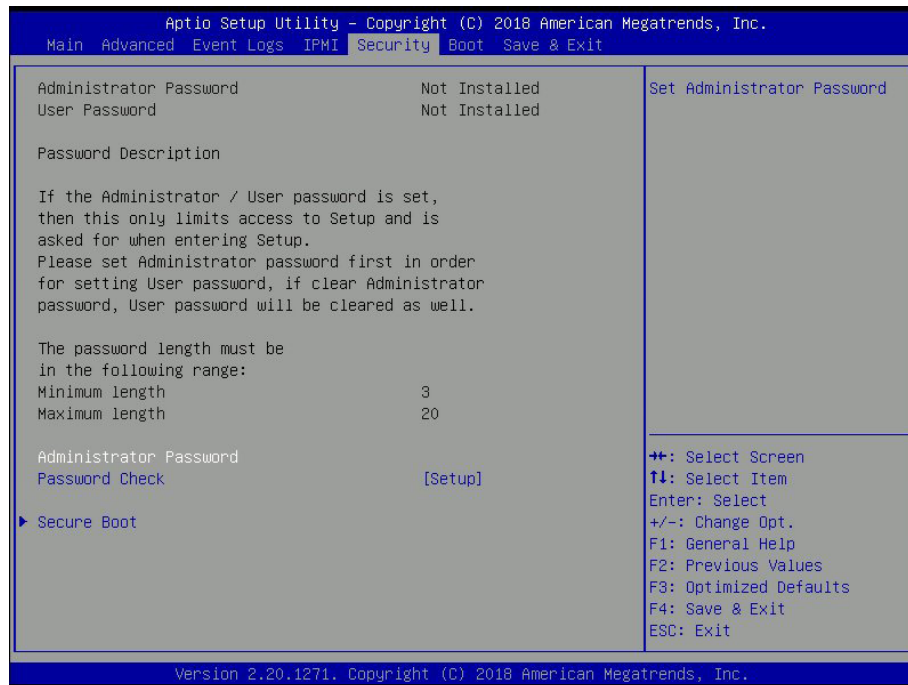 Aptio Setup Utility – Copyright (C) 2018 American Megatrends, Inc.
Main Advanced Event Logs IPMI Security Boot Save & Exit
Administrator Password Not Installed
User Password Not Installed
Password Description
If the Administrator / User password is set,
then this only limits access to Setup and is
asked for when entering Setup.
Please set Administrator password first in order
for setting User password, if clear Administrator
password, User password will be cleared as well.
The password length must be
in the following range:
Minimum length 3
Maximum length 20
Administrator Password
Password Check [Setup]
Secure Boot
Set Administrator Password
→←: Select Screen
↑↓: Select Item
Enter: Select
+/-: Change Opt.
F1: General Help
F2: Previous Values
F3: Optimized Defaults
F4: Save & Exit
ESC: Exit
Version 2.20.1271. Copyright (C) 2018 American Megatrends, Inc.